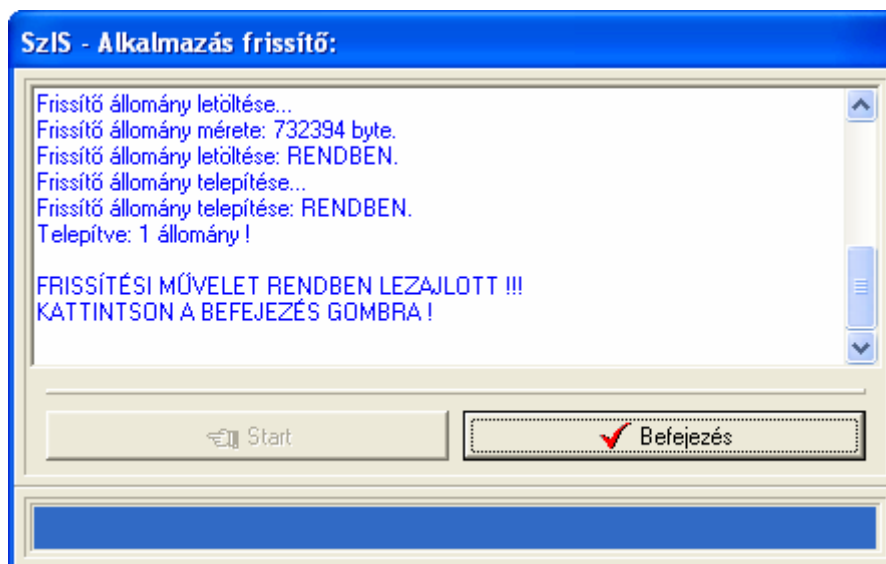 SzIS - Alkalmazás frissítő:
Frissítő állomány letöltése...
Frissítő állomány mérete: 732394 byte.
Frissítő állomány letöltése: RENDBEN.
Frissítő állomány telepítése...
Frissítő állomány telepítése: RENDBEN.
Telepítve: 1 állomány !
FRISSÍTÉSI MŰVELET RENDBEN LEZAJLOTT !!!
KATTINTSON A BEFEJEZÉS GOMBRA !
Start
Befejezés